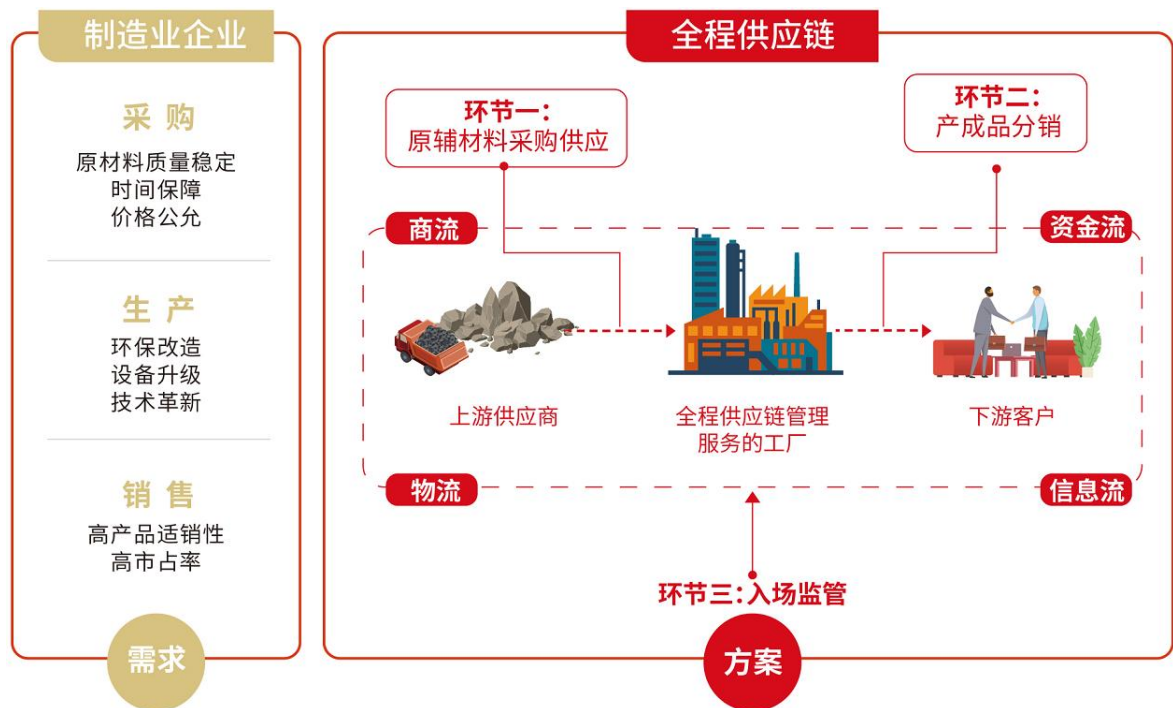 制造业企业
采购
原材料质量稳定
时间保障
价格公允
生产
环保改造
设备升级
技术革新
销售
高产品适销性
高市占率
需求
全程供应链
环节一：
原辅材料采购供应
环节二：
产成品分销
商流
资金流
上游供应商
全程供应链管理
服务的工厂
下游客户
物流
信息流
环节三：入场监管
方案